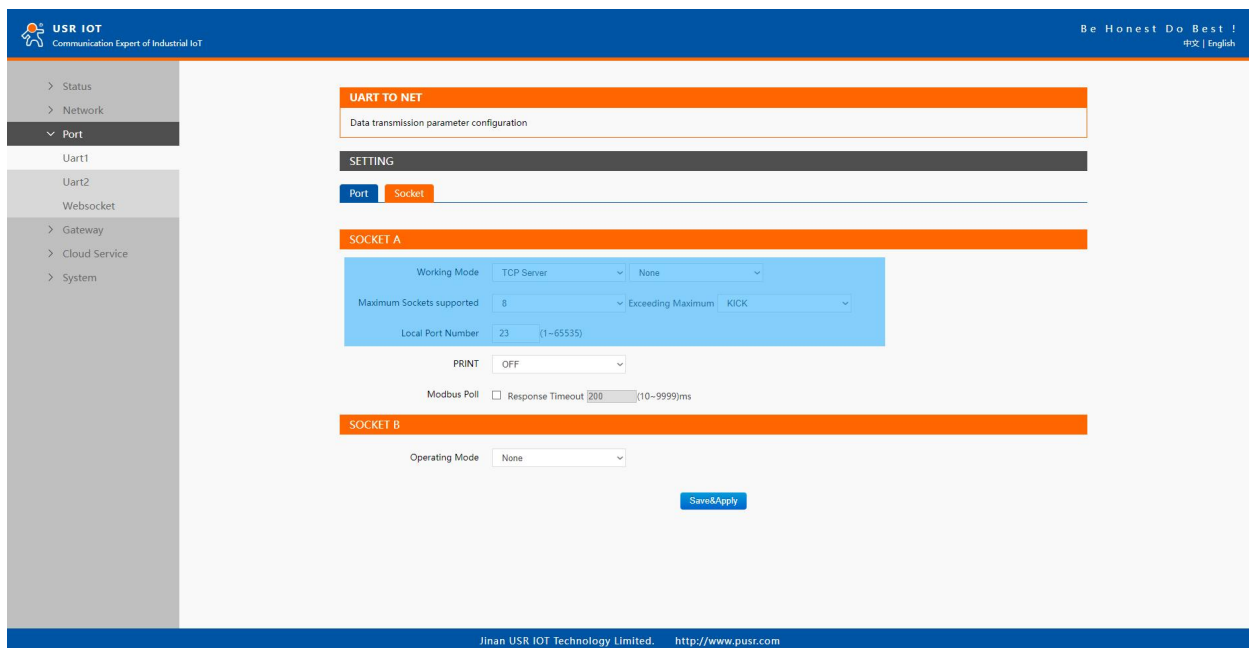 USR IOT
Communication Expert of Industrial IoT
Be Honest Do Best !
中文 | English
Status
Network
Port
Uart1
Uart2
Websocket
Gateway
Cloud Service
System
UART TO NET
Data transmission parameter configuration
SETTING
Port Socket
SOCKET A
Working Mode TCP Server None
Maximum Sockets supported 8 Exceeding Maximum KICK
Local Port Number 23 (1~65535)
PRINT OFF
Modbus Poll Response Timeout 200 (10~9999)ms
SOCKET B
Operating Mode None
Save&Apply
Jinan USR IOT Technology Limited. http://www.pusr.com